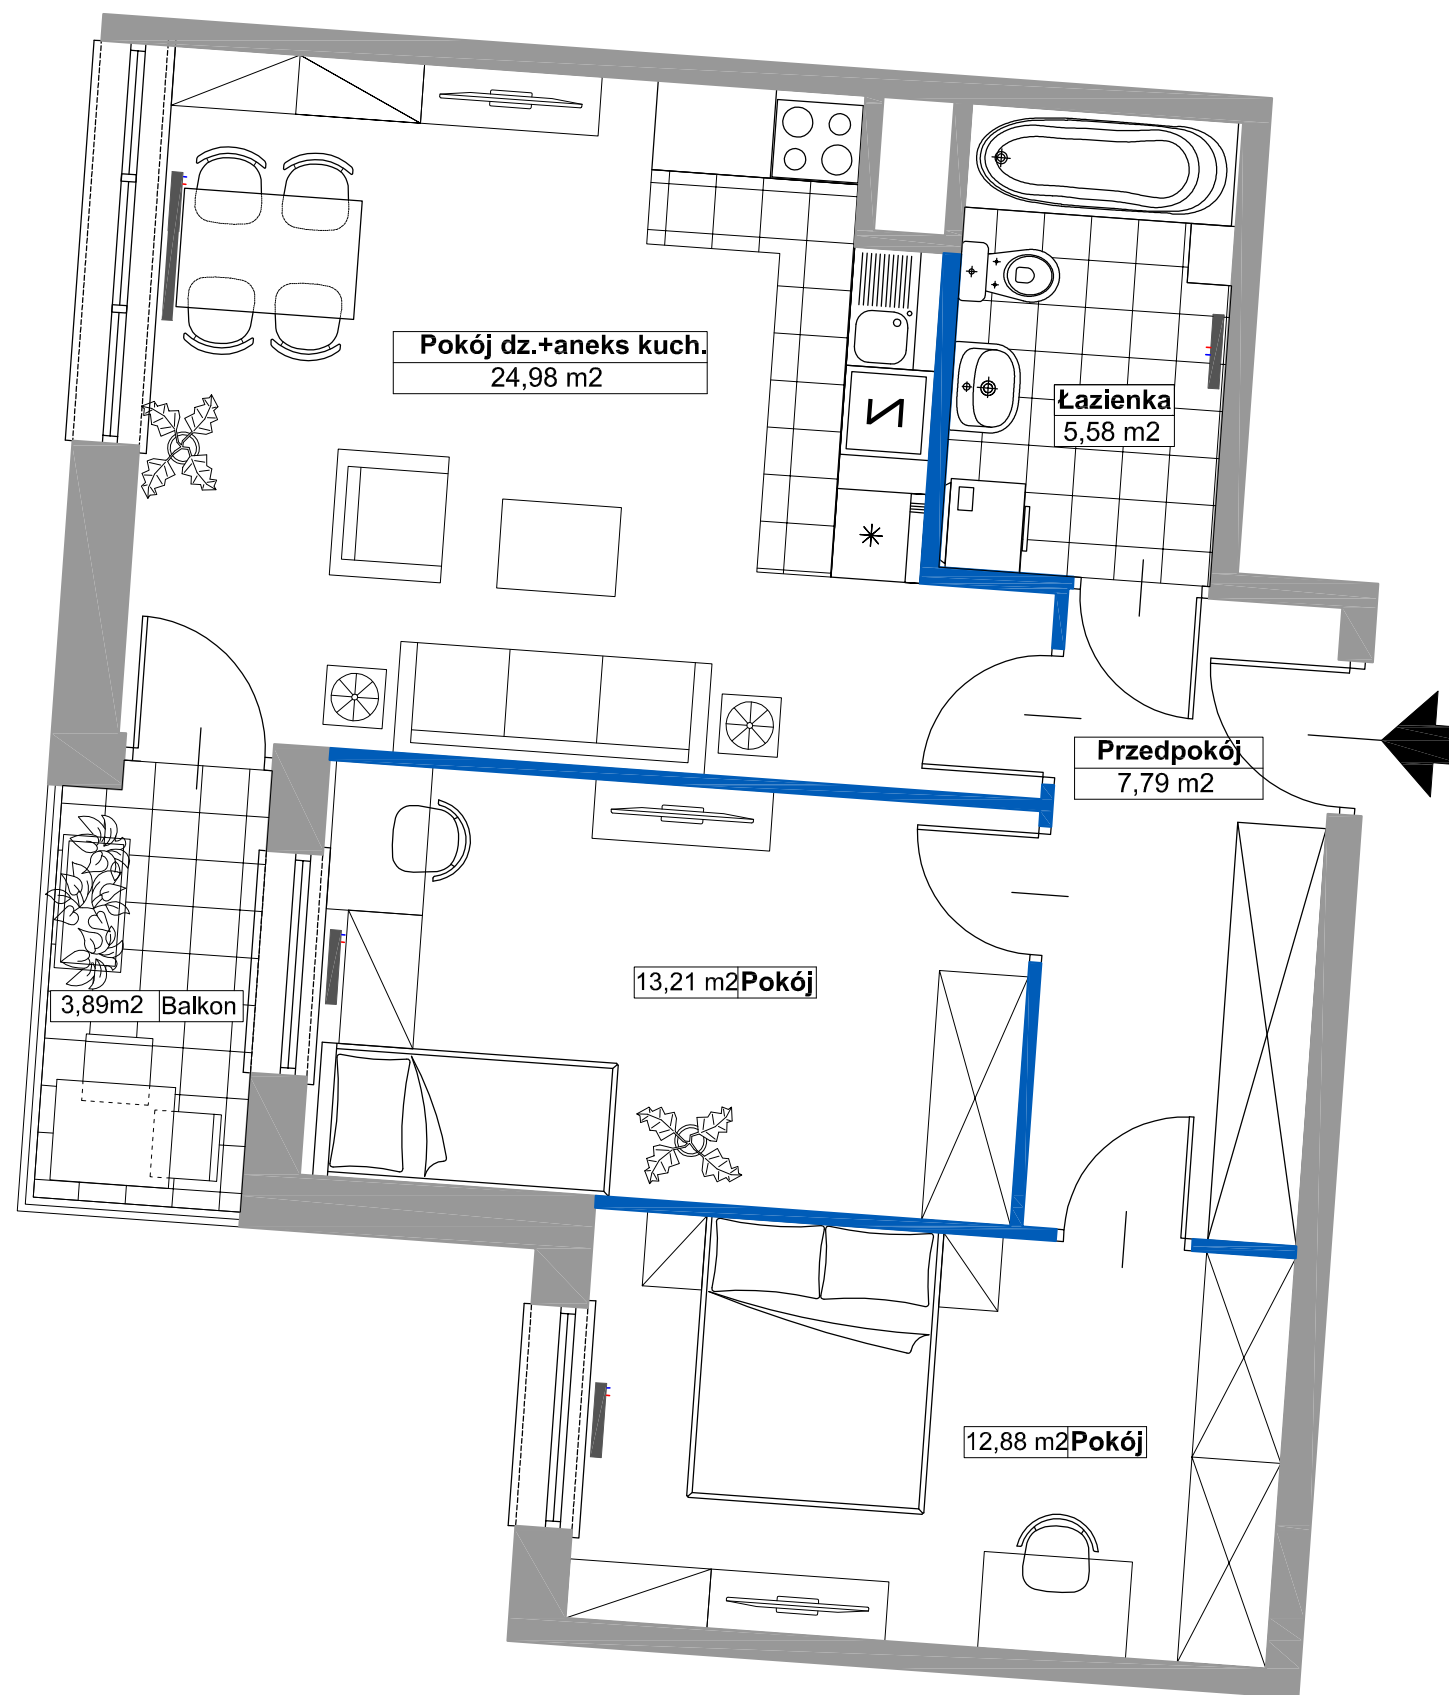 Pokój dz.+aneks kuch.
24,98 m2
Łazienka
5,58 m2
Przedpokój
7,79 m2
13,21 m2 Pokój
3,89m2 Balkon
12,88 m2 Pokój